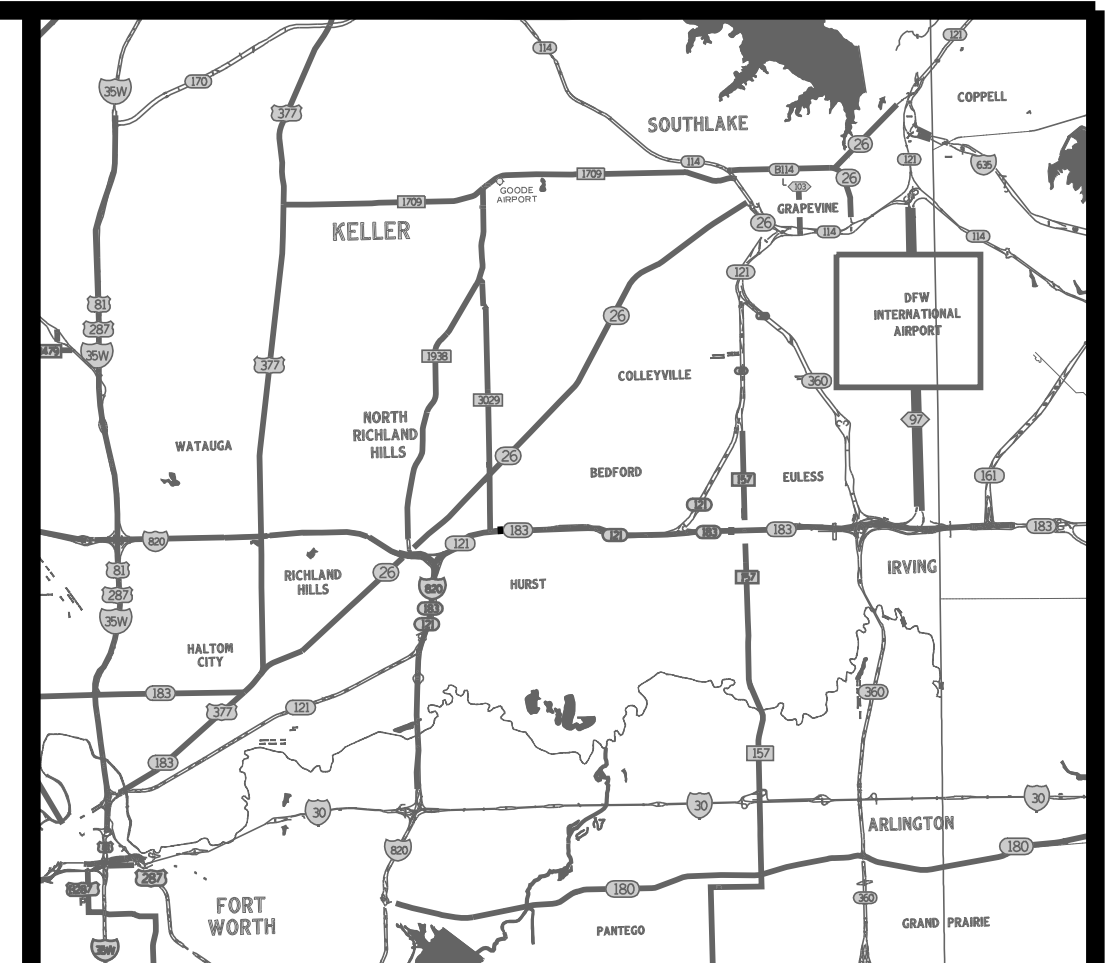 121
114
35W
170
COPPELL
377
SOUTHLAKE
26
121
635
114
B114
1709
26
103
GOODE
AIRPORT
1709
GRAPEVINE
26
KELLER
114
114
121
81
DFW
INTERNATIONAL
AIRPORT
26
287
35W
377
1938
COLLEYVILLE
360
3029
NORTH
RICHLAND
HILLS
97
WATAUGA
26
BEDFORD
EULESS
161
157
121
183
121
183
183
183
820
121
IRVING
81
26
RICHLAND
HILLS
HURST
157
820
287
183
35W
121
HALTOM
CITY
183
360
377
121
157
183
30
30
30
ARLINGTON
180
820
287
180
360
FORT
WORTH
PANTEGO
GRAND PRAIRIE
35W